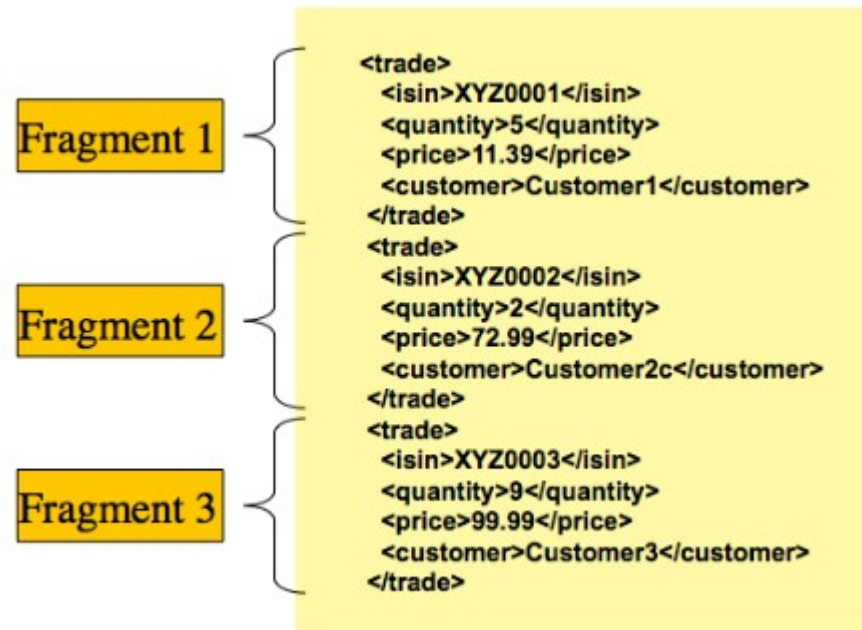 <trade>
<isin>XYZ0001</isin>
Fragment 1
<quantity>5</quantity>
<price>11.39</price>
<customer>Customer1</customer>
</trade>
<trade>
<isin>XYZ0002</isin>
Fragment 2
<quantity>2</quantity>
<price>72.99</price>
<customer>Customer2c</customer>
</trade>
<trade>
<isin>XYZ0003</isin>
Fragment 3
<quantity>9</quantity>
<price>99.99</price>
<customer>Customer3</customer>
</trade>